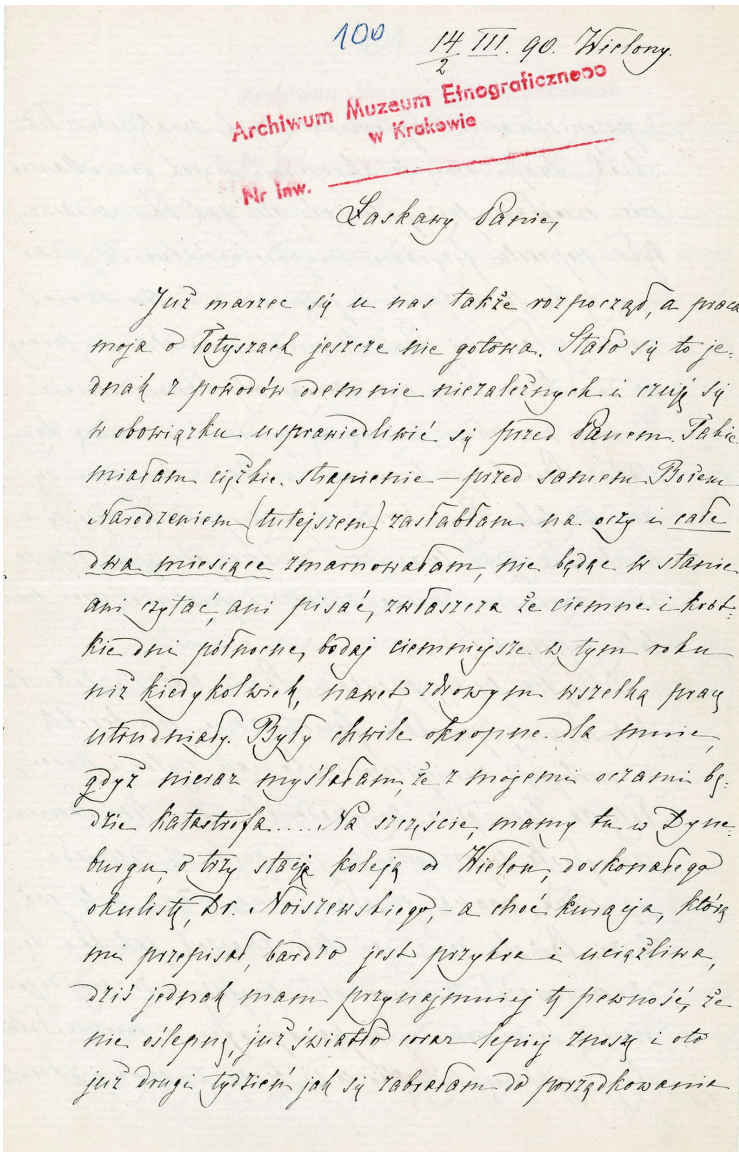 100
14/2 III. 90. Wielony.
Archiwum Muzeum Etnograficznego
w Krakowie
Nr Inw.
Łaskawy Panie,
Już marzec się u nas także rozpoczął, a praca
moja o Łotyszach jeszcze nie gotowa. Stało się to je-
dnak z powodów odemnie niezależnych i czuję się
w obowiązku usprawiedliwić się przed Panem. Takie
miałam ciężkie strapienie – przed samem Bożem
Narodzeniem (tutejszem) zasłabłam na oczy i całe
dwa miesiące zmarnowałam, nie będąc w stanie
ani czytać, ani pisać, zwłaszcza że ciemne i krót-
kie dni północne, bodaj ciemniejsze w tym roku
niż kiedykolwiek, nawet zdrowym wszelką pracę
utrudniały. Były chwile okropne dla mnie,
gdyż nieraz myślałam, że z mojemi oczami bę-
dzie katastrofa..... Na szczęście, mamy tu w Dyne-
burgu, o trzy stacje koleją od Wielon, doskonałego
okulistę, Dr. Noiszewskiego, – a choć kuracja, którą
mi przepisał, bardzo jest przykra i uciążliwa,
dziś jednak mam przynajmniej tę pewność, że
nie oślepnę, już światło coraz lepiej znoszę i oto
już drugi tydzień jak się zabrałam do porządkowania